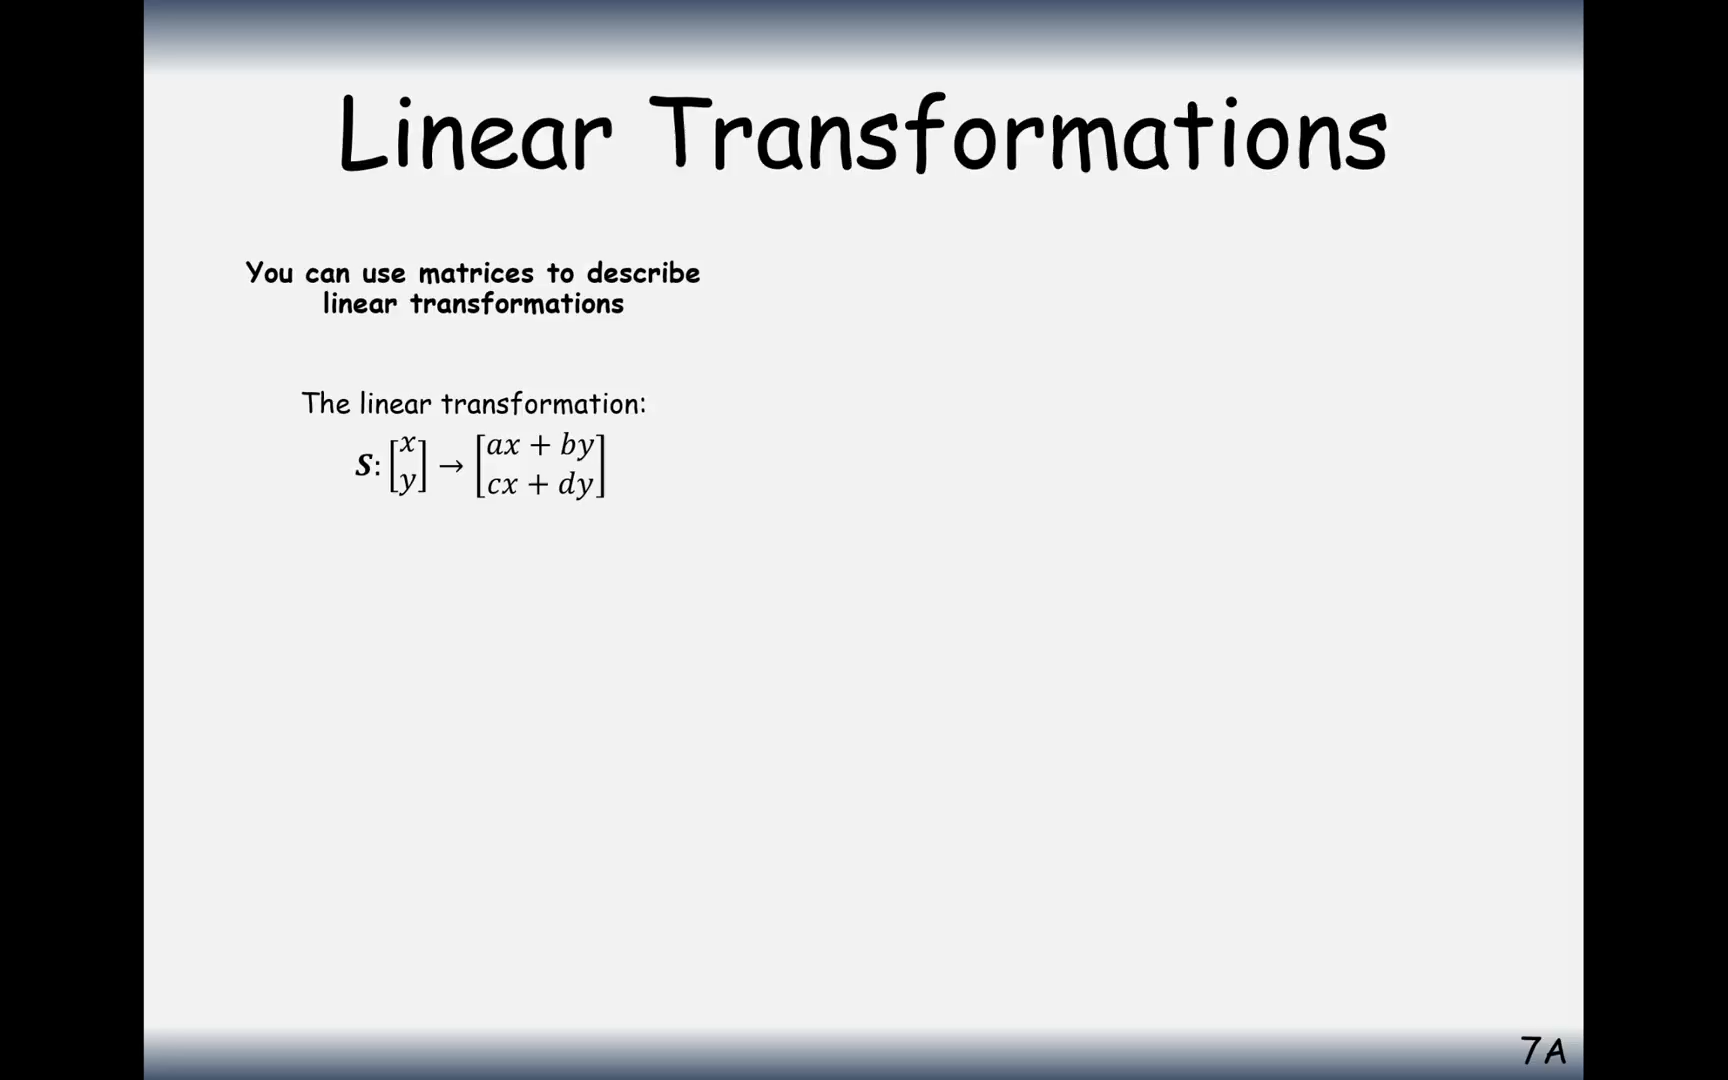 Linear Transformations
You can use matrices to describe
linear transformations
The linear transformation:
S: [x y] → [ax + by cx + dy]
7A